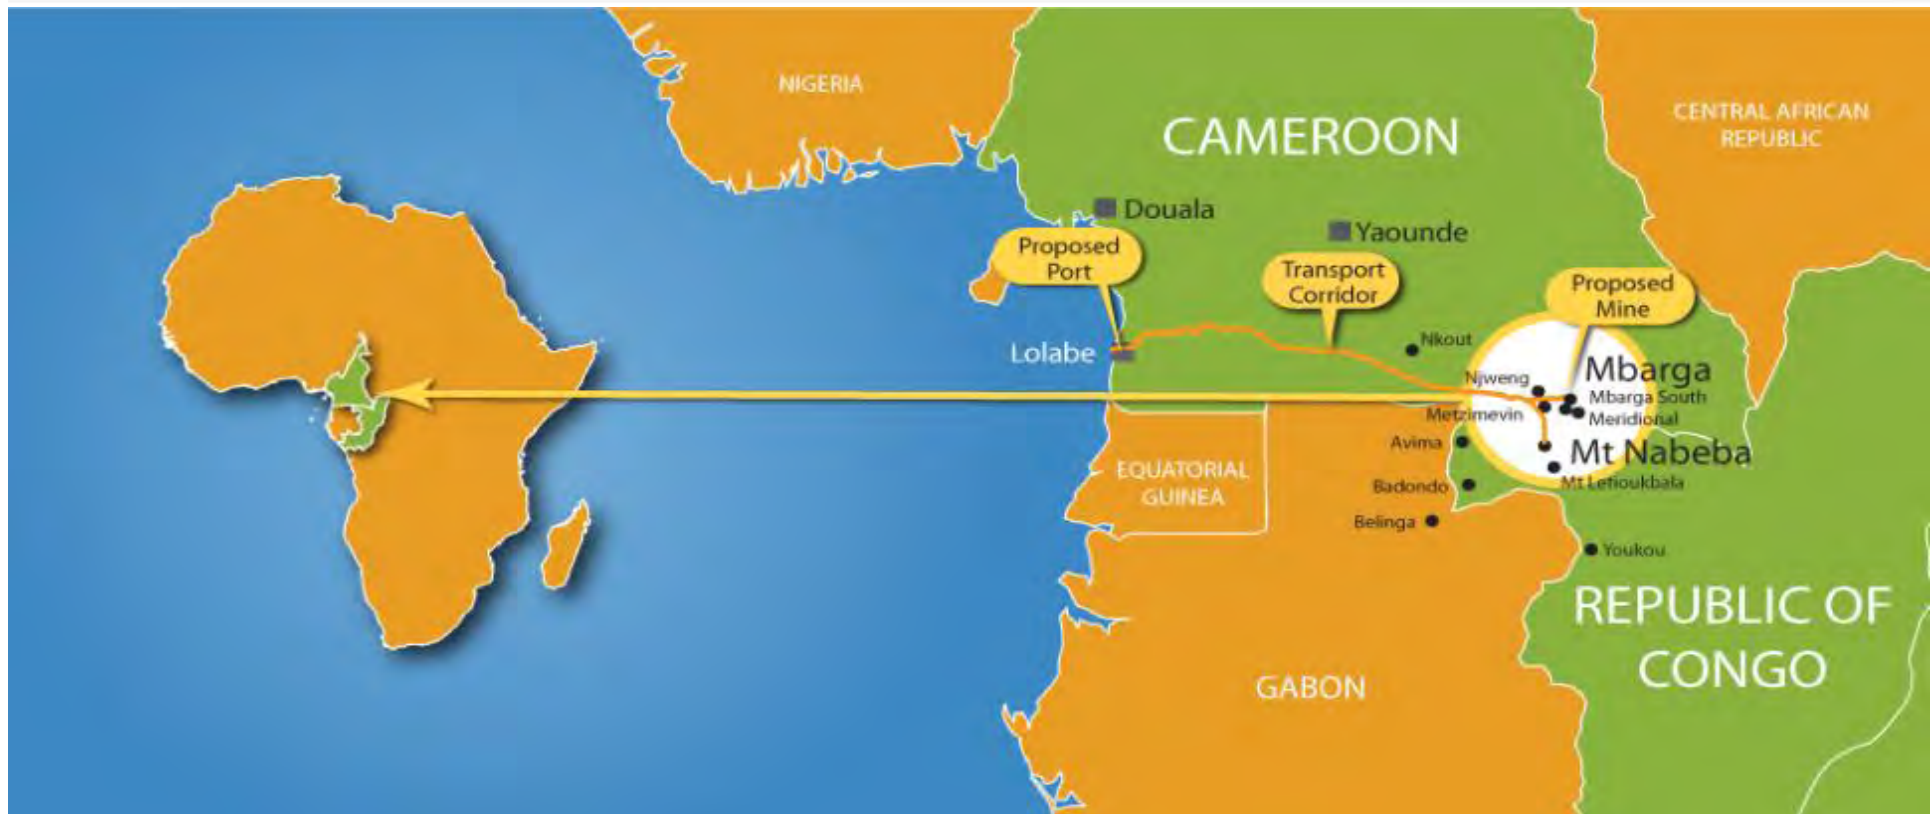 NIGERIA
CAMEROON
CENTRAL AFRICAN
REPUBLIC
Douala
Yaounde
Proposed
Port
Transport
Corridor
Proposed
Mine
Lolabe
Nkout
Mbarga
Njweng
Mbarga South
Metzimevin
Meridional
Avima
Mt Nabeba
EQUATORIAL
GUINEA
Badondo
Mt Letioukbala
Belinga
Youkou
REPUBLIC OF
CONGO
GABON